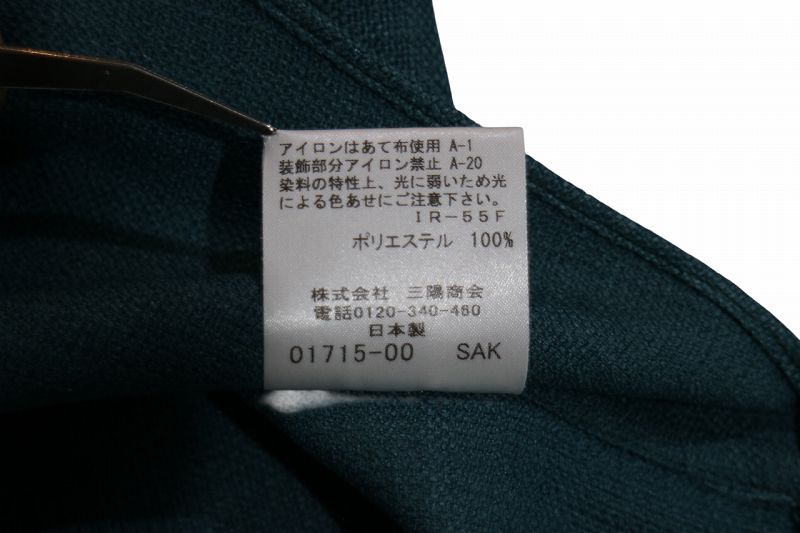 アイロンはあて布使用 A-1
装飾部分アイロン禁止 A-20
染料の特性上、光に弱いため光
による色あせにご注意下さい。
IR-55F
ポリエステル 100%
株式会社 三陽商会
電話0120-340-460
日本製
01715-00 SAK